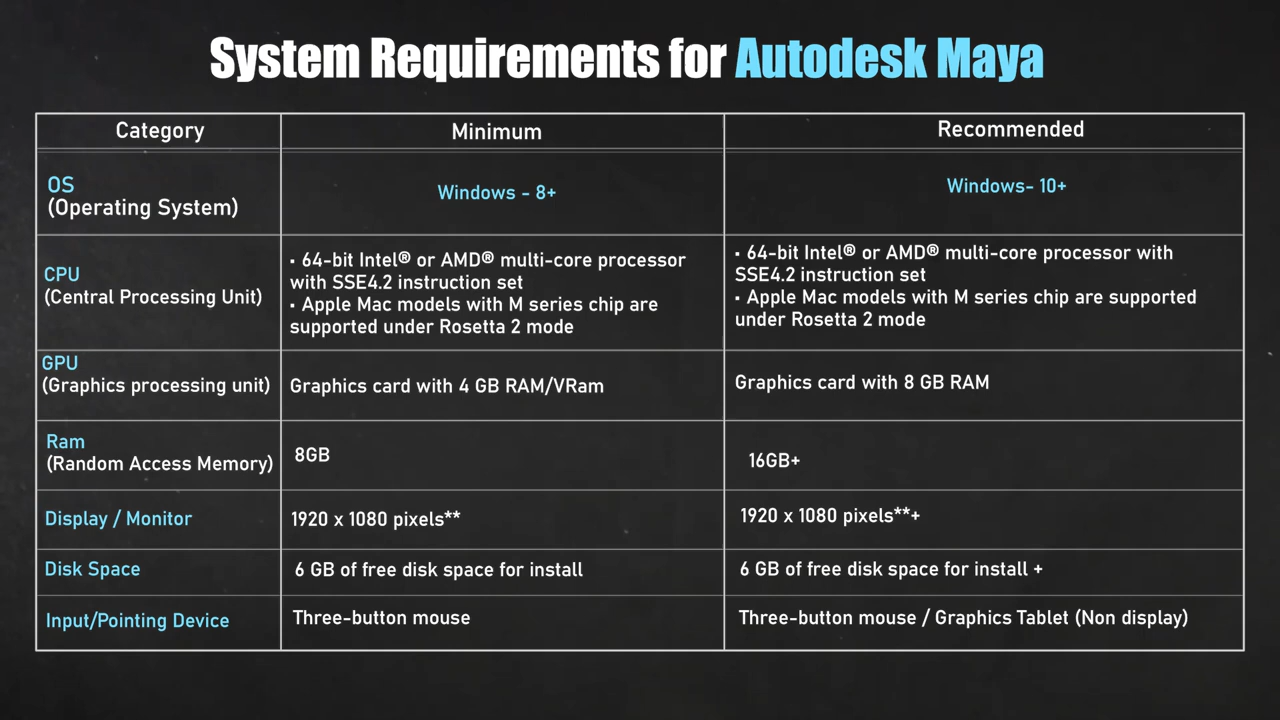 System Requirements for Autodesk Maya
Category
Minimum
Recommended
OS
(Operating System)
Windows - 8+
Windows- 10+
CPU
(Central Processing Unit)
▪ 64-bit Intel® or AMD® multi-core processor
with SSE4.2 instruction set
▪ Apple Mac models with M series chip are
supported under Rosetta 2 mode
▪ 64-bit Intel® or AMD® multi-core processor with
SSE4.2 instruction set
▪ Apple Mac models with M series chip are supported
under Rosetta 2 mode
GPU
(Graphics processing unit)
Graphics card with 4 GB RAM/VRam
Graphics card with 8 GB RAM
Ram
(Random Access Memory)
8GB
16GB+
Display / Monitor
1920 x 1080 pixels**
1920 x 1080 pixels**+
Disk Space
6 GB of free disk space for install
6 GB of free disk space for install +
Input/Pointing Device
Three-button mouse
Three-button mouse / Graphics Tablet (Non display)